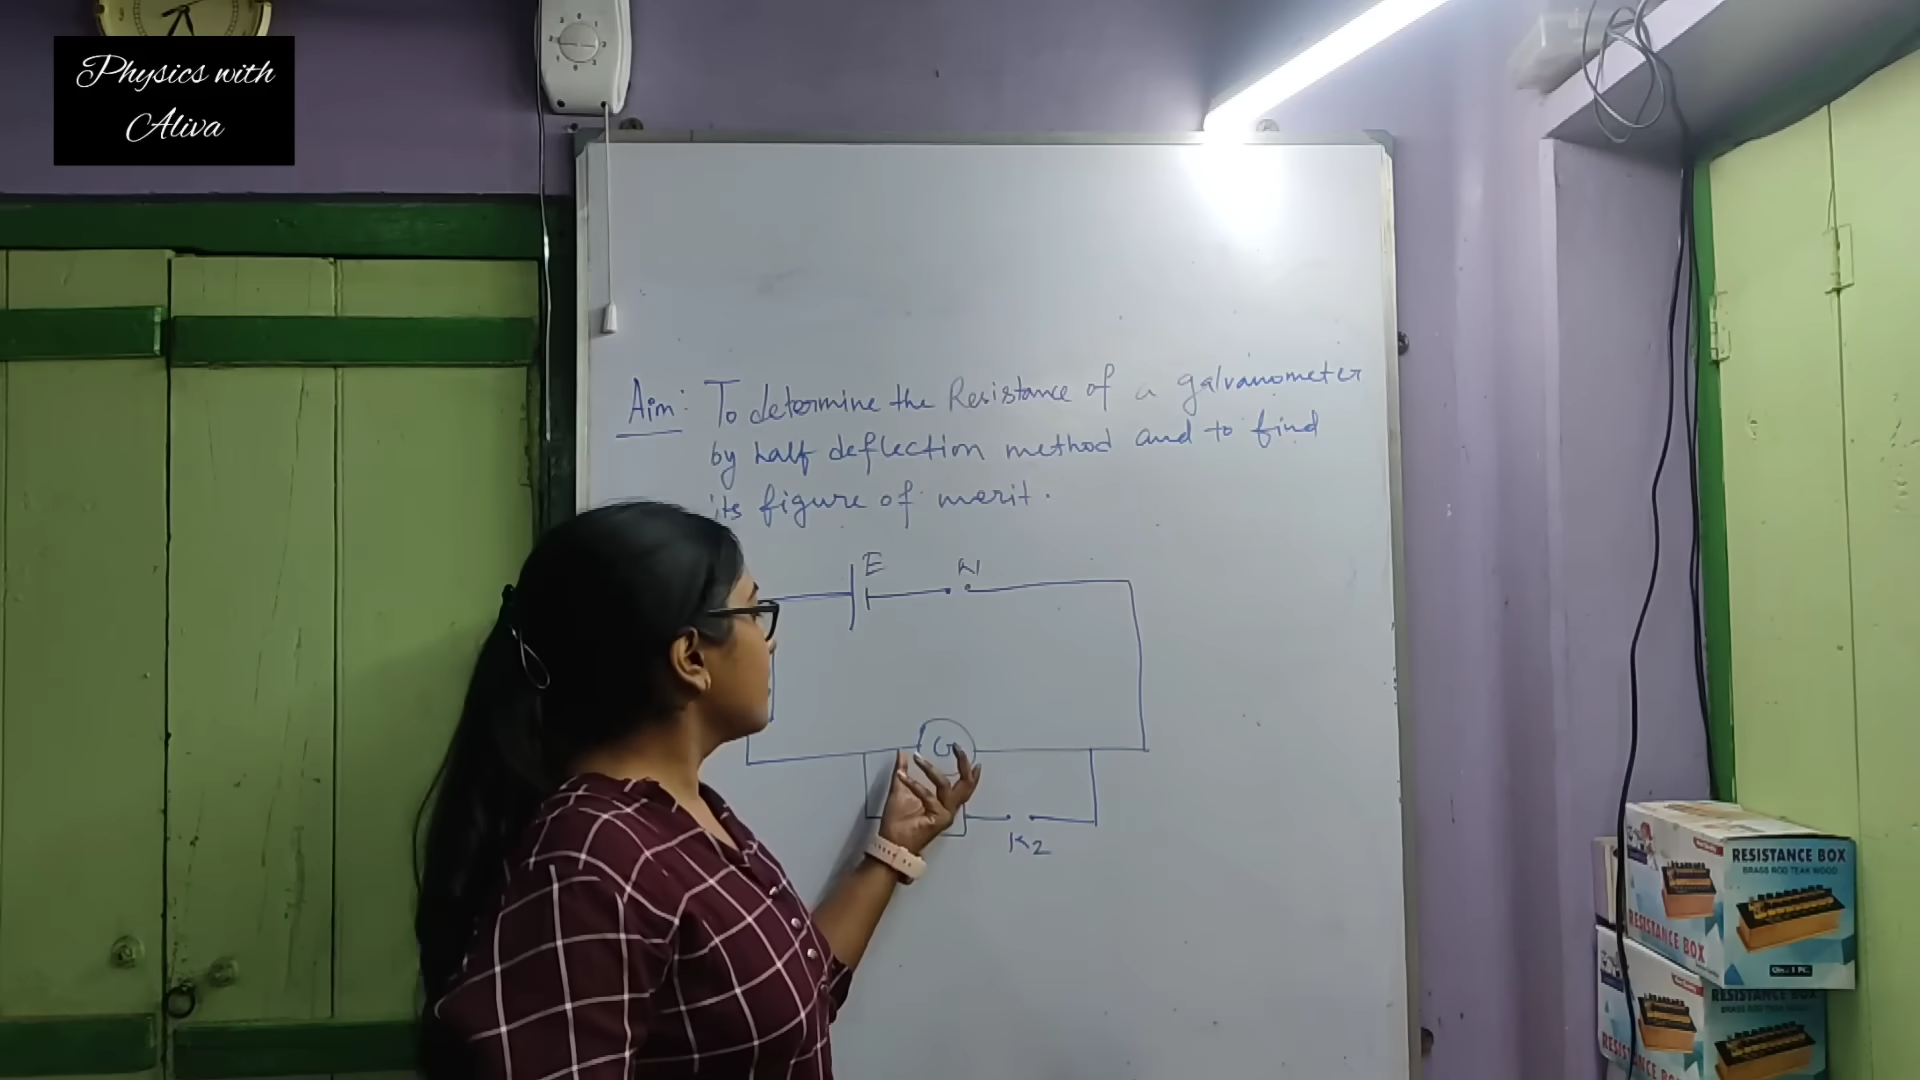 Physics with
Aliva
Aim: To determine the Resistance of a galvanometer
by half deflection method and to find
its figure of merit.
E
K1
G
K2
RESISTANCE BOX
BRASS ROD TEAK WOOD
RESISTANCE BOX
Qty.: 1 PC.
RESISTANCE BOX